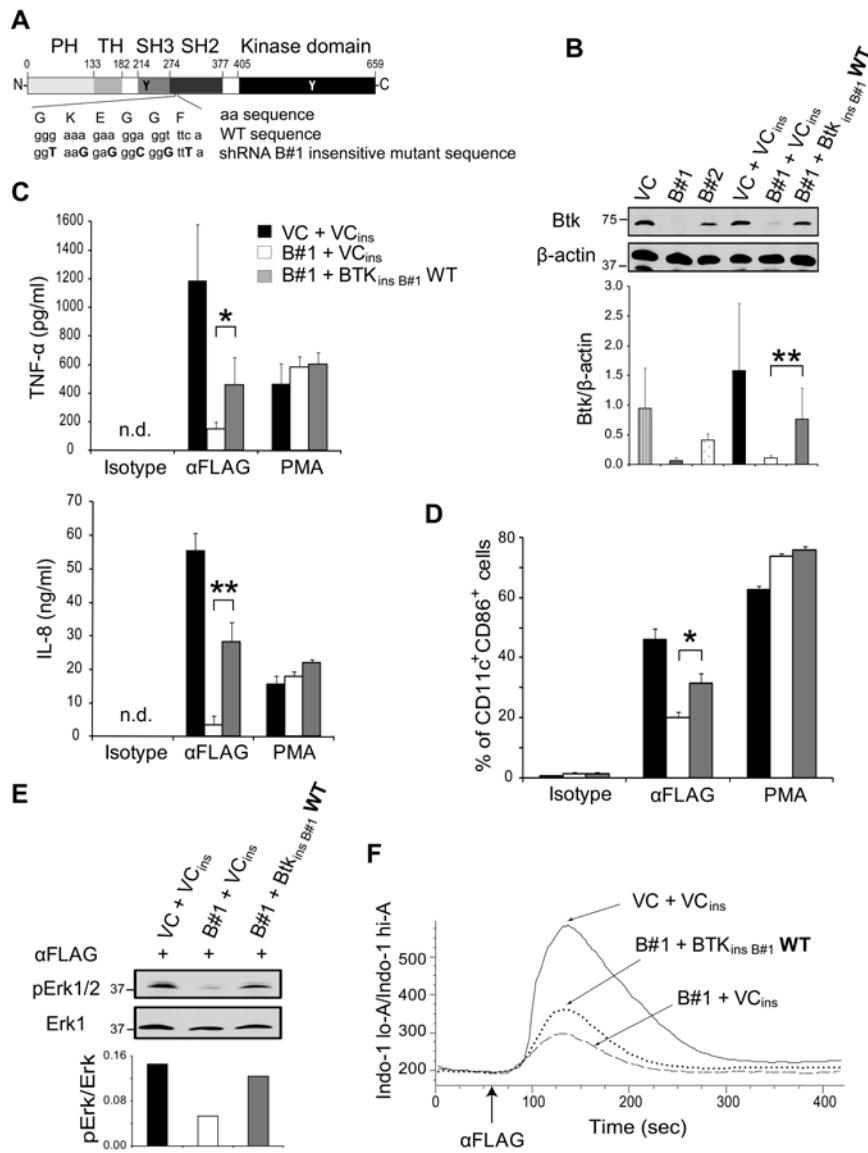 A
PH TH SH3 SH2 Kinase domain
0 133 182 214 274 377 405 659
N- Y Y -C
G K E G G F aa sequence
ggg aaa gaa gga ggt ttc a WT sequence
ggT aaG gaG ggC ggG ttT a shRNA B#1 insensitive mutant sequence
B
VC B#1 B#2 VC + VCins B#1 + VCins B#1 + Btkins B#1 WT
Btk 75
β-actin 37
Btk/β-actin
3.0
2.5
2.0
1.5
1.0
0.5
0.0
**
C
VC + VCins
B#1 + VCins
B#1 + BTKins B#1 WT
TNF-α (pg/ml)
1600
1400
1200
1000
800
600
400
200
0
*
n.d.
Isotype αFLAG PMA
IL-8 (ng/ml)
70
60
50
40
30
20
10
0
**
n.d.
Isotype αFLAG PMA
D
% of CD11c+CD86+ cells
80
60
40
20
0
*
Isotype αFLAG PMA
E
VC + VCins B#1 + VCins B#1 + Btkins B#1 WT
αFLAG + + +
pErk1/2 37
Erk1 37
pErk/Erk
0.16
0.08
0.00
F
Indo-1 lo-A/Indo-1 hi-A
500
400
300
200
VC + VCins
B#1 + BTKins B#1 WT
B#1 + VCins
0 100 200 300 400
αFLAG
Time (sec)